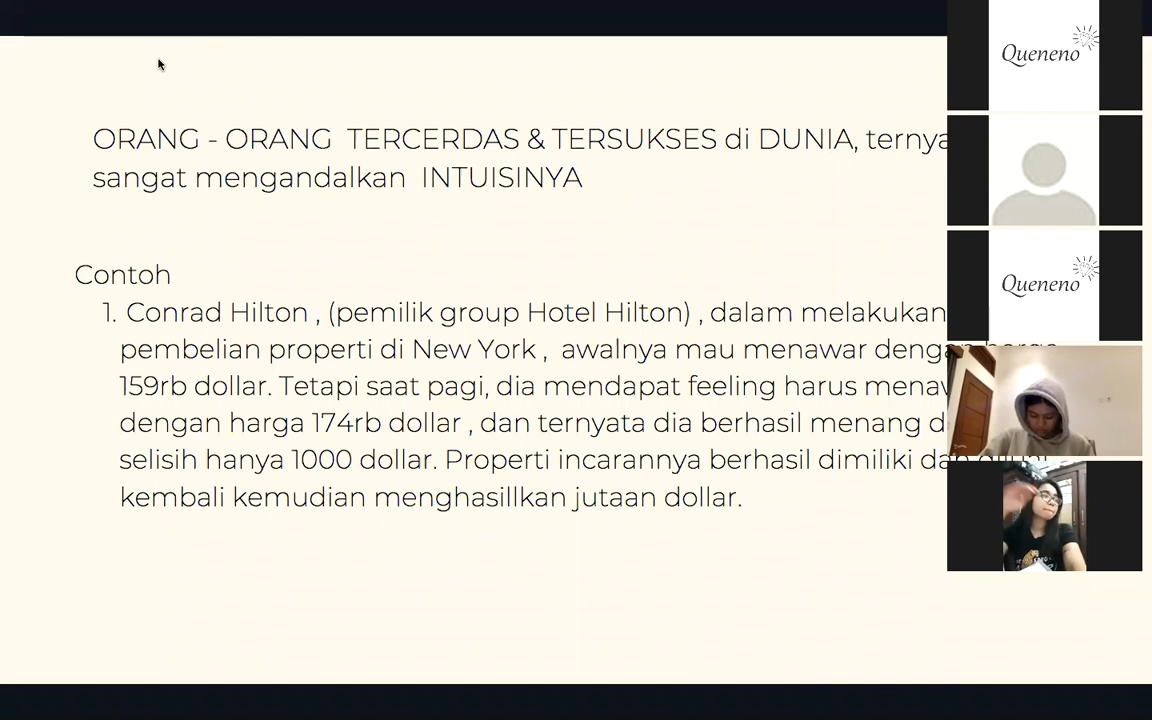 ORANG - ORANG TERCERDAS & TERSUKSES di DUNIA,
sangat mengandalkan INTUISINYA
Contoh
1. Conrad Hilton , (pemilik group Hotel Hilton) , dalam melakukan
pembelian properti di New York , awalnya mau menawar dengan harga
159rb dollar. Tetapi saat pagi, dia mendapat feeling harus
dengan harga 174rb dollar , dan ternyata dia berhasil menang
selisih hanya 1000 dollar. Properti incarannya berhasil dimiliki dan
kembali kemudian menghasillkan jutaan dollar.
Queneno
Queneno